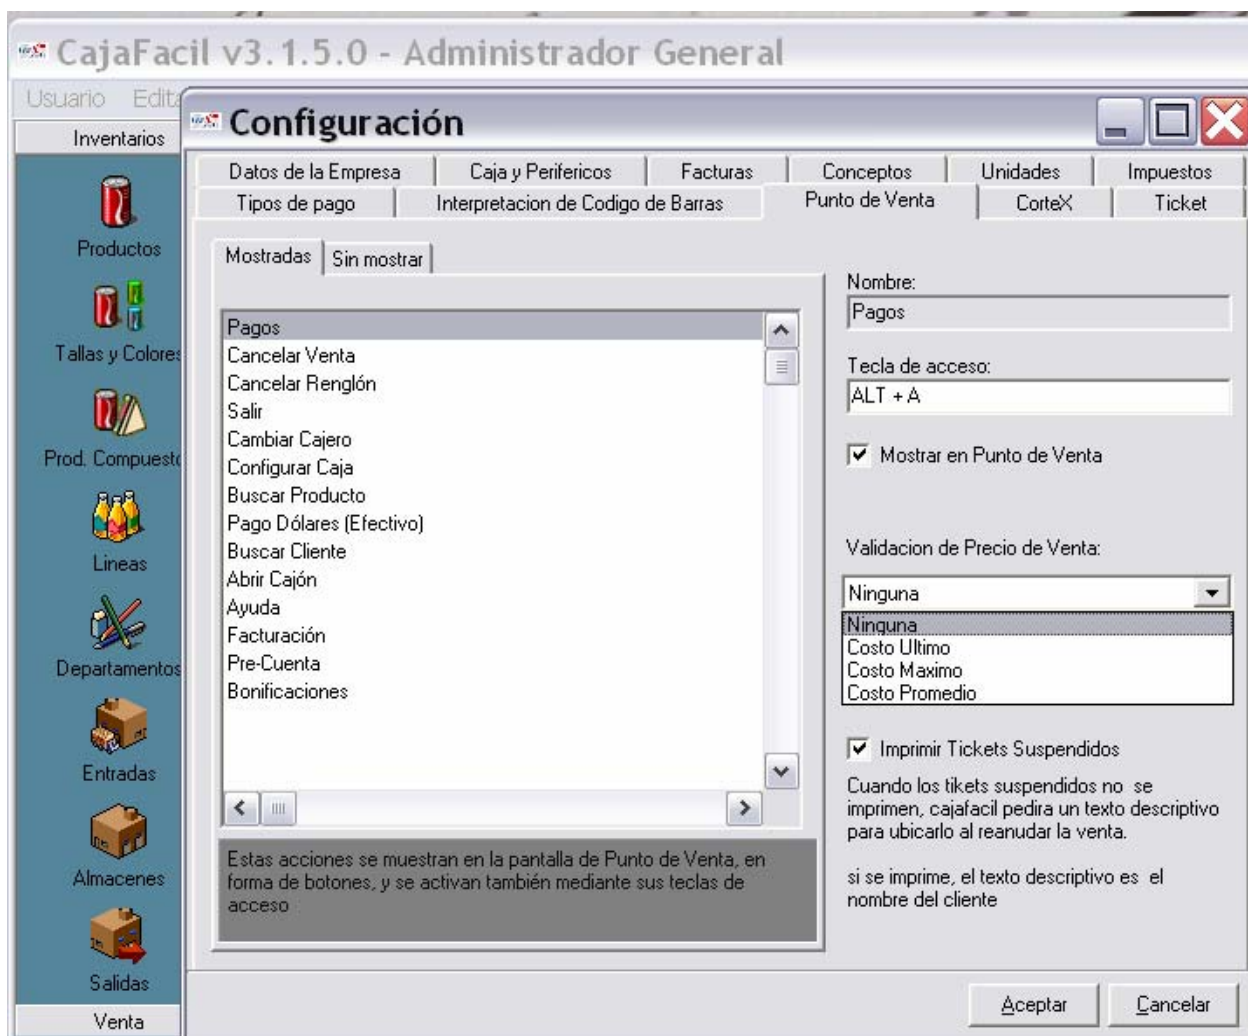 CajaFacil v3.1.5.0 - Administrador General
Usuario
Configuración
Inventarios
Productos
Tallas y Colores
Prod. Compuesto
Lineas
Departamentos
Entradas
Almacenes
Salidas
Venta
Datos de la Empresa
Caja y Perifericos
Facturas
Conceptos
Unidades
Impuestos
Tipos de pago
Interpretacion de Codigo de Barras
Punto de Venta
CorteX
Ticket
Mostradas
Sin mostrar
Pagos
Cancelar Venta
Cancelar Renglón
Salir
Cambiar Cajero
Configurar Caja
Buscar Producto
Pago Dólares (Efectivo)
Buscar Cliente
Abrir Cajón
Ayuda
Facturación
Pre-Cuenta
Bonificaciones
Estas acciones se muestran en la pantalla de Punto de Venta, en
forma de botones, y se activan también mediante sus teclas de
acceso
Nombre:
Pagos
Tecla de acceso:
ALT + A
Mostrar en Punto de Venta
Validacion de Precio de Venta:
Ninguna
Ninguna
Costo Ultimo
Costo Maximo
Costo Promedio
Imprimir Tickets Suspendidos
Cuando los tikets suspendidos no se
imprimen, cajafacil pedira un texto descriptivo
para ubicarlo al reanudar la venta.
si se imprime, el texto descriptivo es el
nombre del cliente
Aceptar
Cancelar